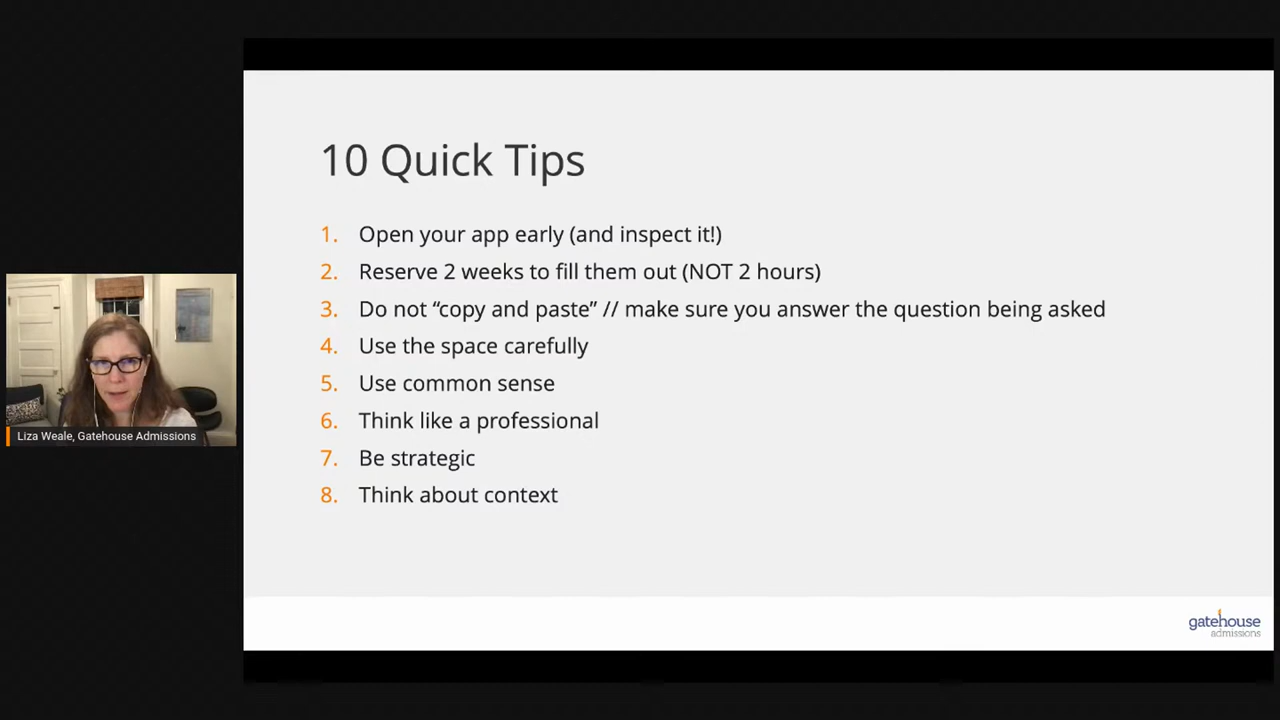 10 Quick Tips
1. Open your app early (and inspect it!)
2. Reserve 2 weeks to fill them out (NOT 2 hours)
3. Do not “copy and paste” // make sure you answer the question being asked
4. Use the space carefully
5. Use common sense
6. Think like a professional
7. Be strategic
8. Think about context
Liza Weale, Gatehouse Admissions
gatehouse
admissions